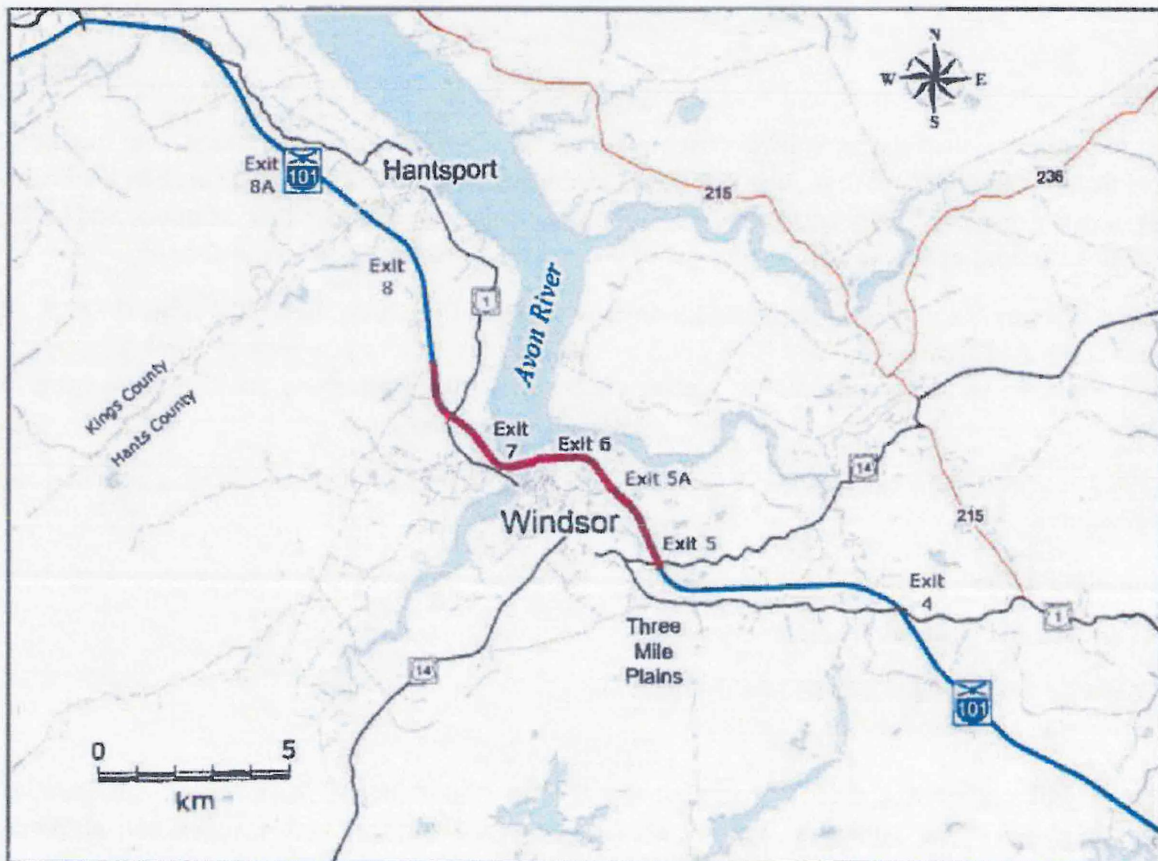 N
W E
S
Exit
8A
101
Hantsport
215
236
Exit
8
1
Avon River
Kings County
Hants County
Exit
7
Exit 6
Exit 5A
14
Windsor
215
Exit 5
Exit
4
1
Three
Mile
Plains
14
101
0 5
km